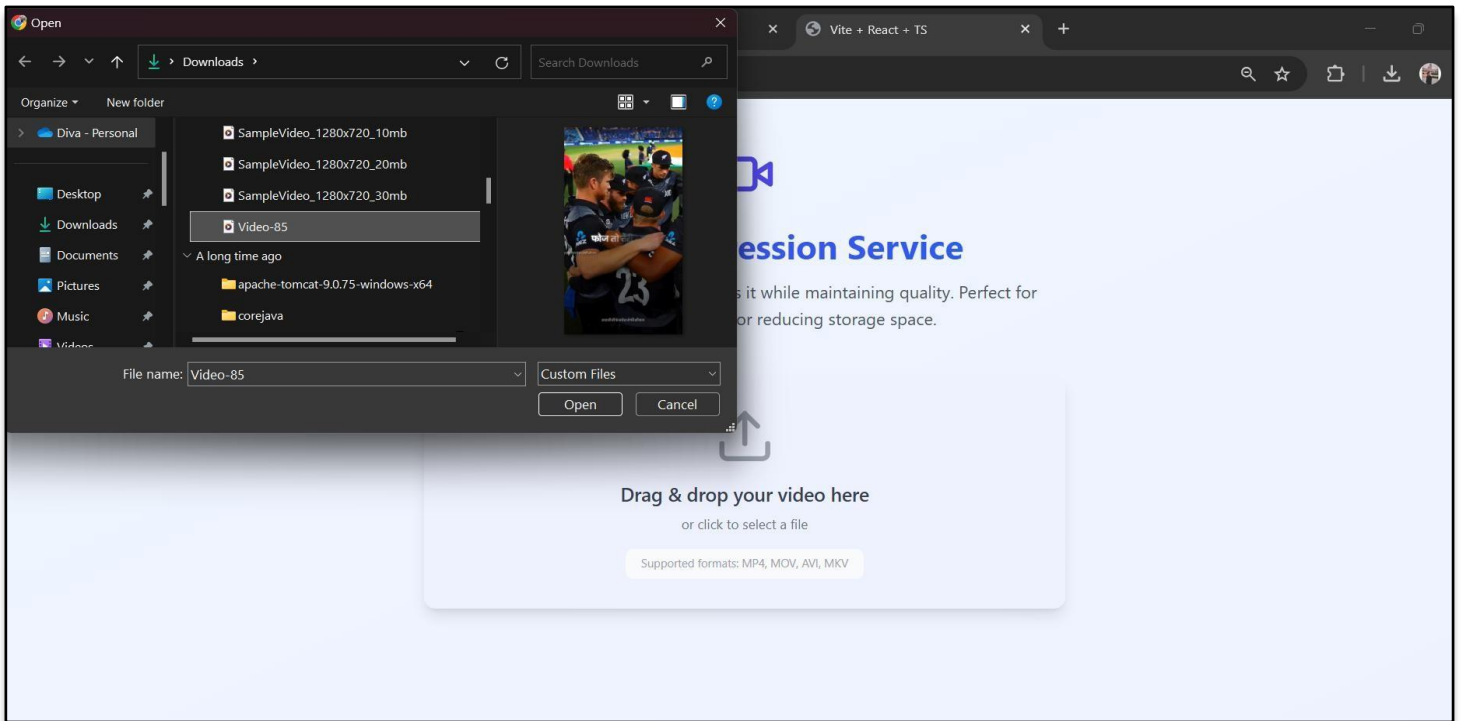 Open
Vite + React + TS
Downloads
Search Downloads
Organize
New folder
Diva - Personal
Desktop
Downloads
Documents
Pictures
Music
Videos
SampleVideo_1280x720_10mb
SampleVideo_1280x720_20mb
SampleVideo_1280x720_30mb
Video-85
A long time ago
apache-tomcat-9.0.75-windows-x64
corejava
फोज तो
23
File name: Video-85
Custom Files
Open
Cancel
ession Service
s it while maintaining quality. Perfect for
or reducing storage space.
Drag & drop your video here
or click to select a file
Supported formats: MP4, MOV, AVI, MKV